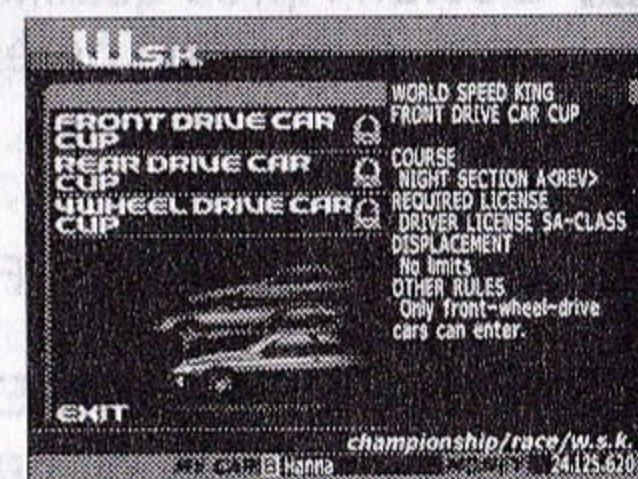 W.S.K.
FRONT DRIVE CAR
CUP
REAR DRIVE CAR
CUP
4WHEEL DRIVE CAR
CUP
EXIT
WORLD SPEED KING
FRONT DRIVE CAR CUP
COURSE
NIGHT SECTION A<REV>
REQUIRED LICENSE
DRIVER LICENSE SA-CLASS
DISPLACEMENT
No limits
OTHER RULES
Only front-wheel-drive
cars can enter.
championship/race/w.s.k.
MY CAR B Hanna MONEY 24.125.620